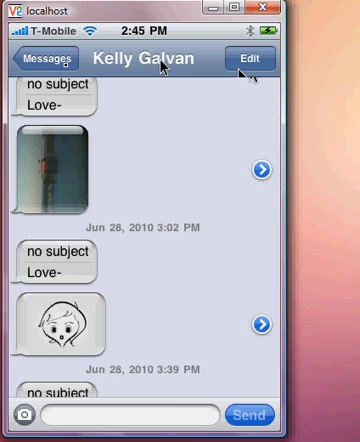 localhost
T-Mobile 2:45 PM
Messages Kelly Galvan Edit
no subject
Love-
Jun 28, 2010 3:02 PM
no subject
Love-
Jun 28, 2010 3:39 PM
no subject
Send